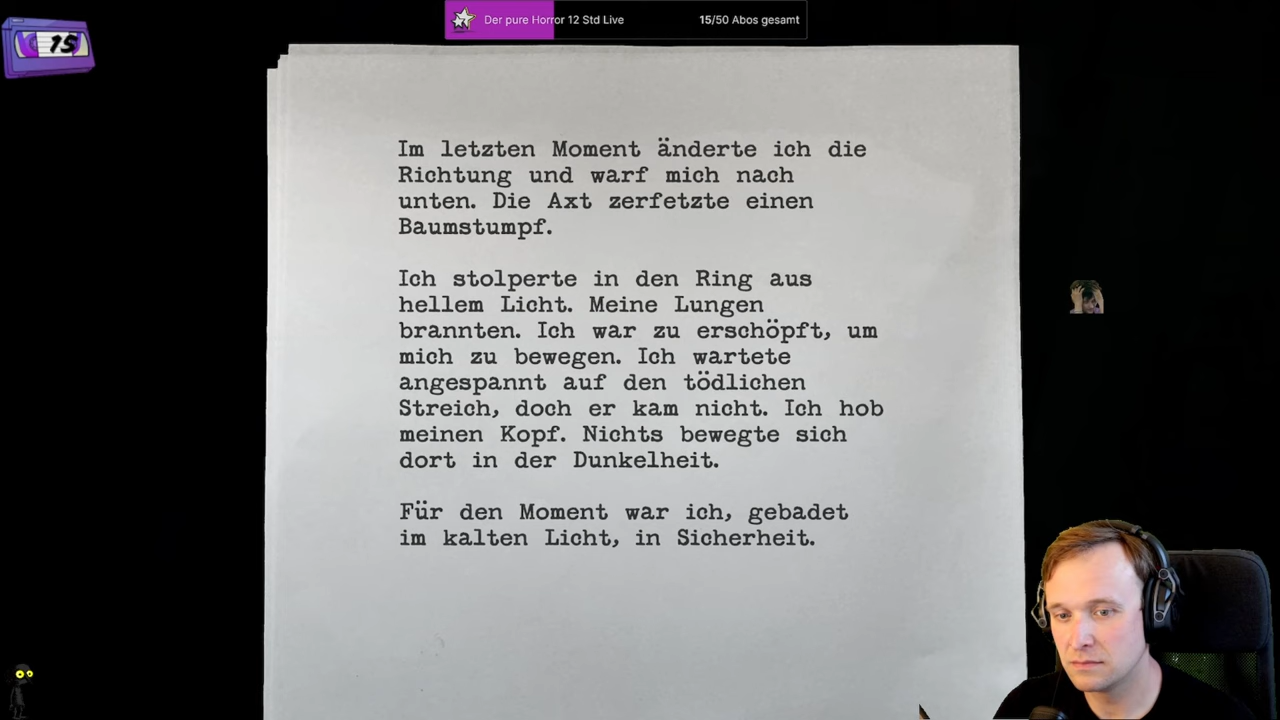 Der pure Horror 12 Std Live 15/50 Abos gesamt
15
Im letzten Moment änderte ich die
Richtung und warf mich nach
unten. Die Axt zerfetzte einen
Baumstumpf.
Ich stolperte in den Ring aus
hellem Licht. Meine Lungen
brannten. Ich war zu erschöpft, um
mich zu bewegen. Ich wartete
angespannt auf den tödlichen
Streich, doch er kam nicht. Ich hob
meinen Kopf. Nichts bewegte sich
dort in der Dunkelheit.
Für den Moment war ich, gebadet
im kalten Licht, in Sicherheit.